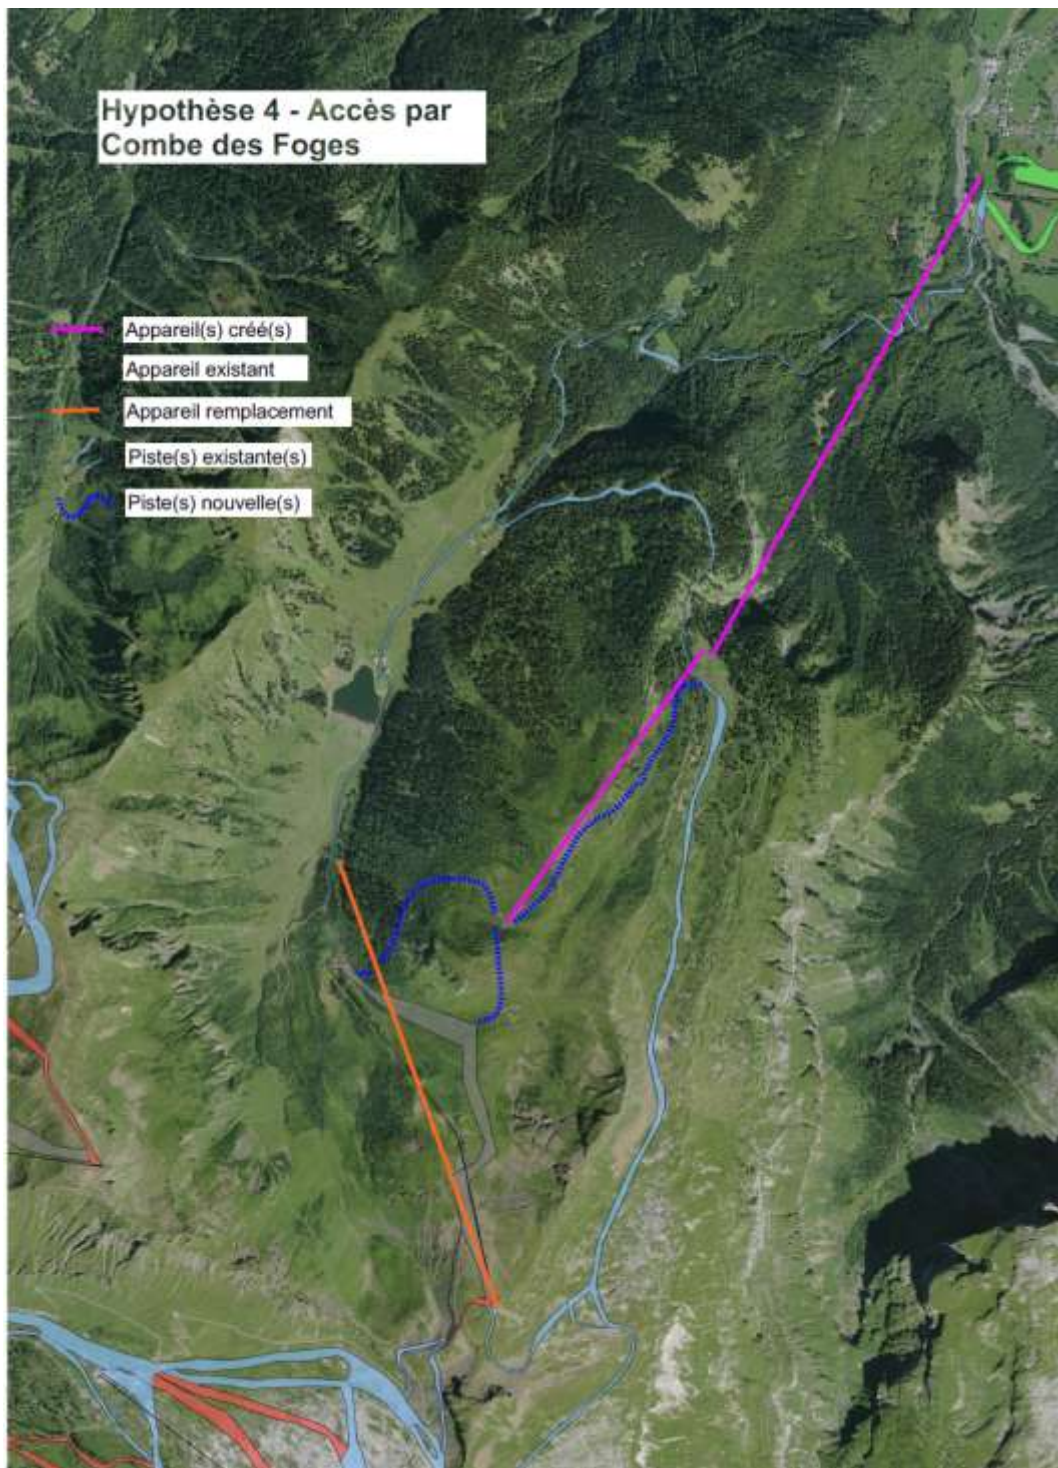 Hypothèse 4 - Accès par
Combe des Foges
Appareil(s) créé(s)
Appareil existant
Appareil remplacement
Piste(s) existante(s)
Piste(s) nouvelle(s)